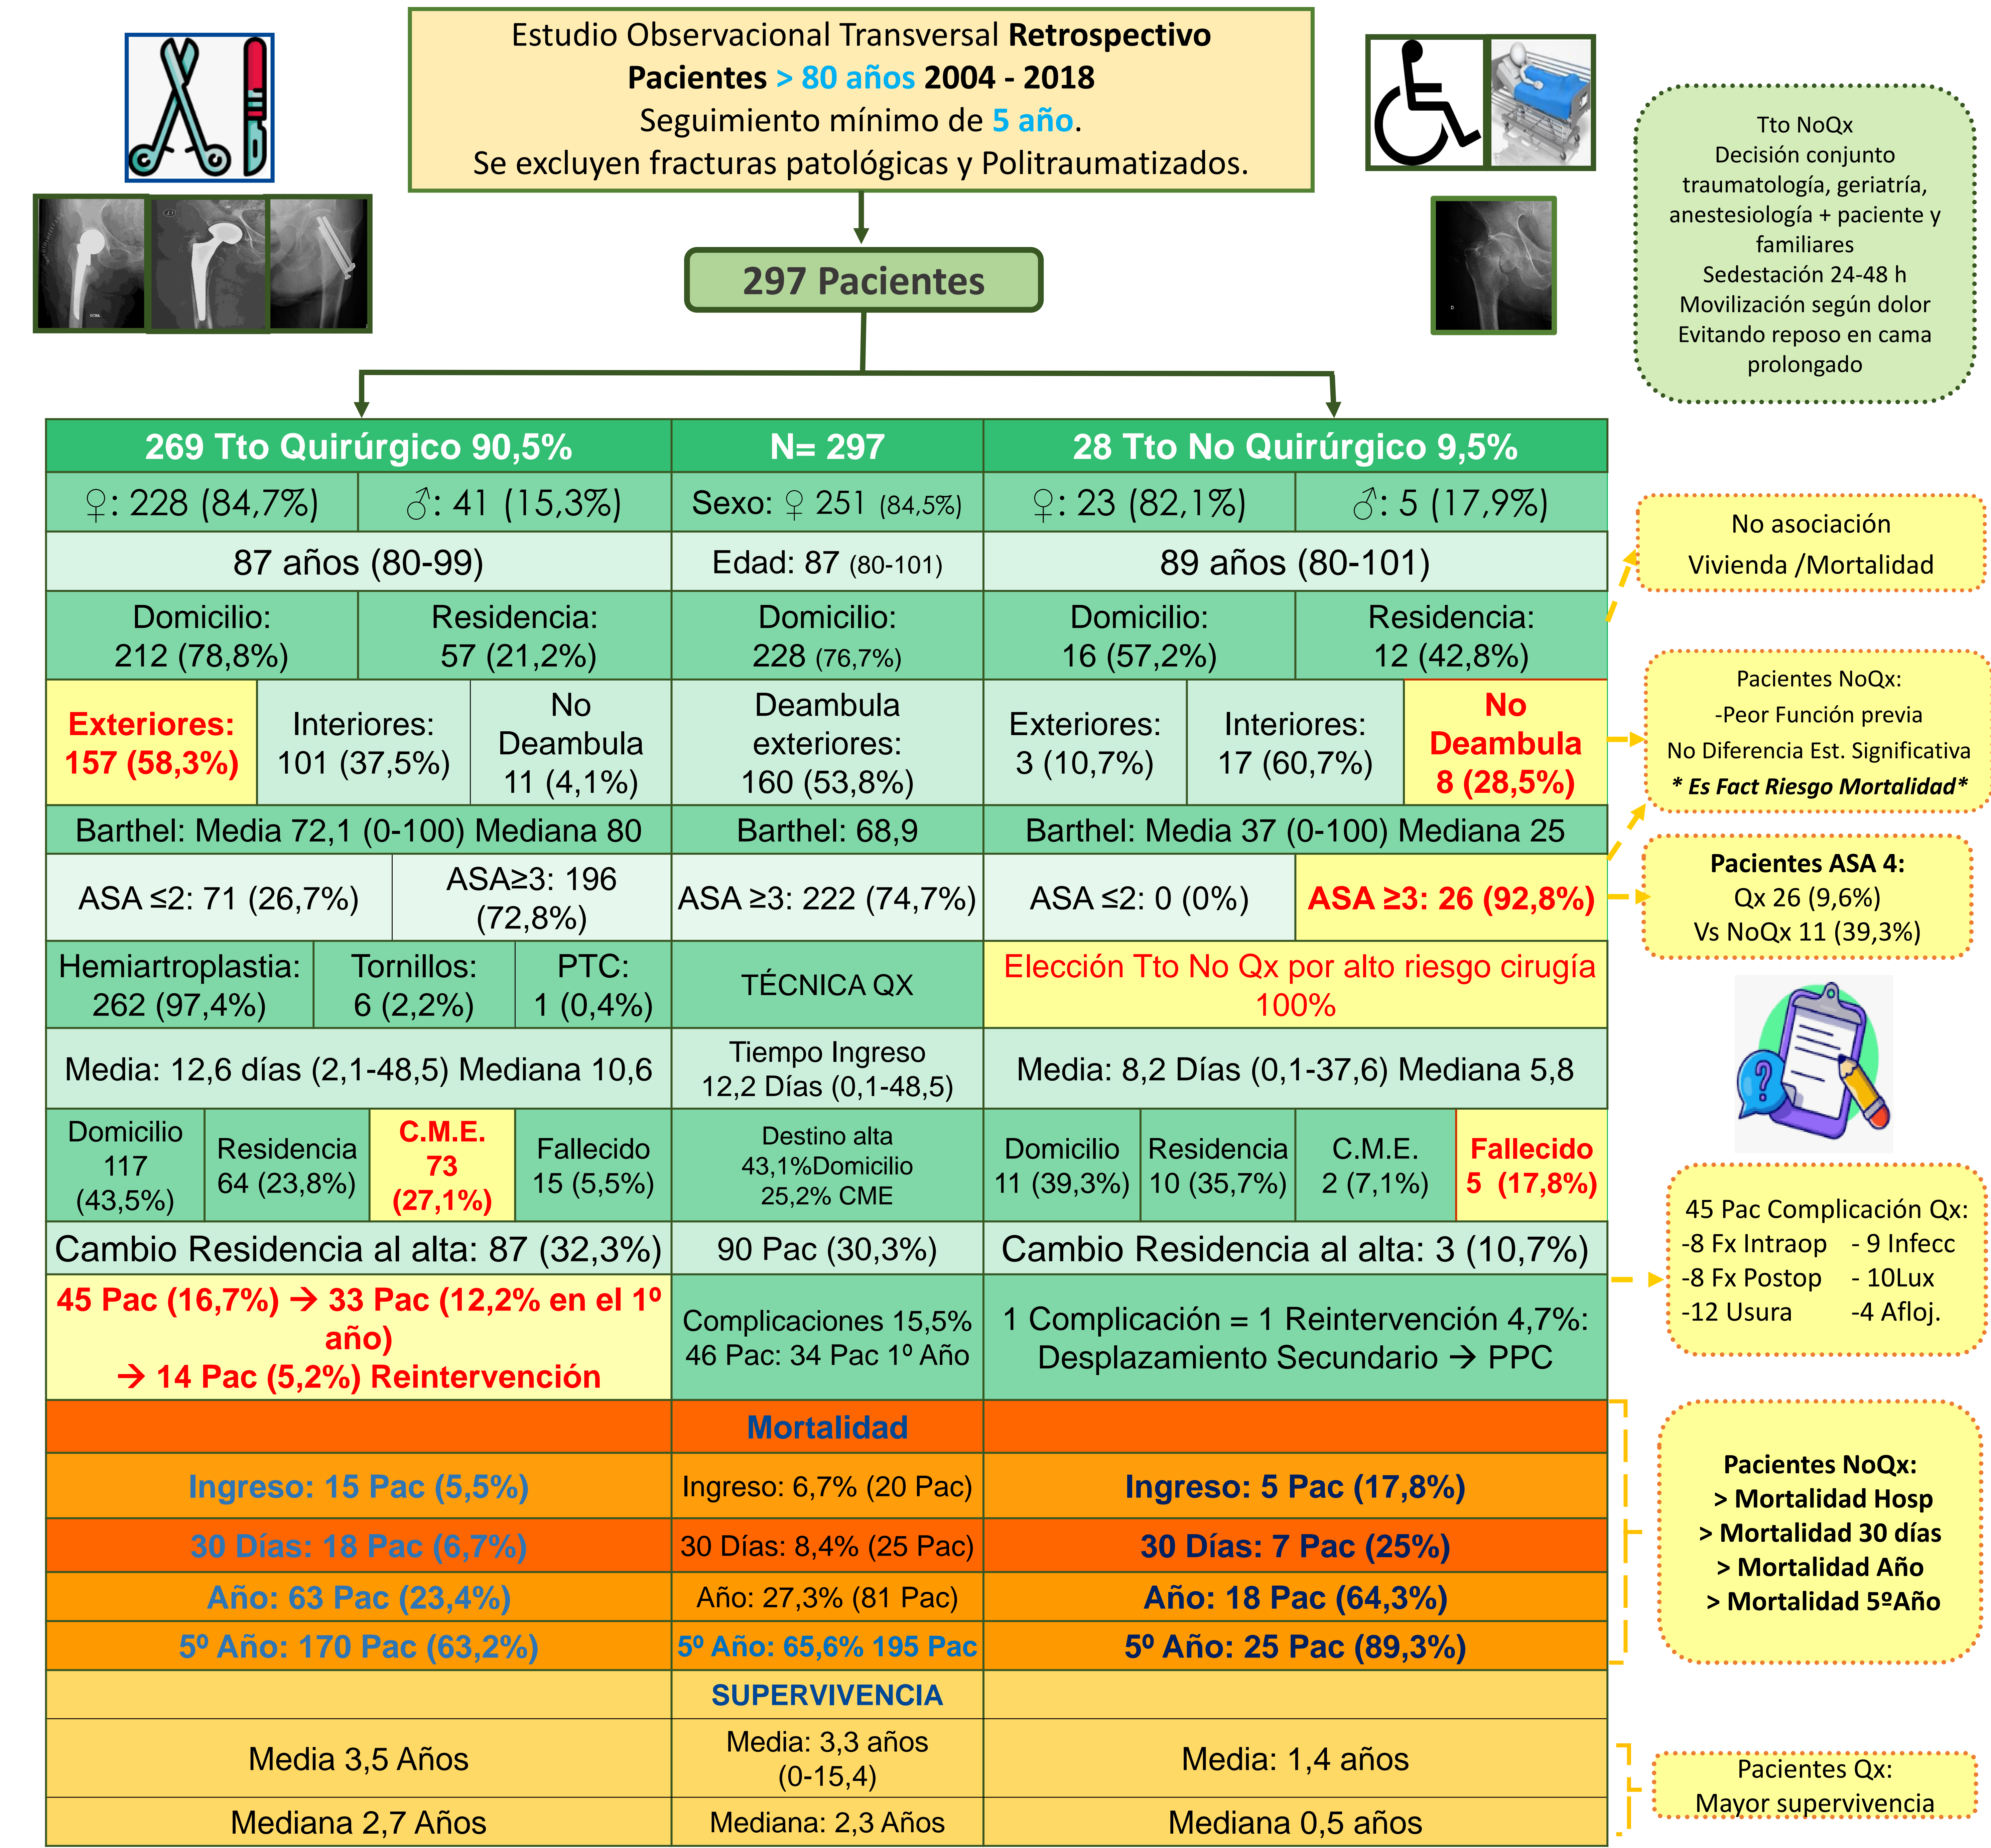 Estudio Observacional Transversal Retrospectivo
Pacientes > 80 años 2004 - 2018
Seguimiento mínimo de 5 año.
Se excluyen fracturas patológicas y Politraumatizados.
297 Pacientes
Tto NoQx
Decisión conjunto
traumatología, geriatría,
anestesiología + paciente y
familiares
Sedestación 24-48 h
Movilización según dolor
Evitando reposo en cama
prolongado
269 Tto Quirúrgico 90,5%
N= 297
28 Tto No Quirúrgico 9,5%
♀: 228 (84,7%)
♂: 41 (15,3%)
Sexo: ♀ 251 (84,5%)
♀: 23 (82,1%)
♂: 5 (17,9%)
87 años (80-99)
Edad: 87 (80-101)
89 años (80-101)
Domicilio:
212 (78,8%)
Residencia:
57 (21,2%)
Domicilio:
228 (76,7%)
Domicilio:
16 (57,2%)
Residencia:
12 (42,8%)
No asociación
Vivienda /Mortalidad
Exteriores:
157 (58,3%)
Interiores:
101 (37,5%)
No
Deambula
11 (4,1%)
Deambula
exteriores:
160 (53,8%)
Exteriores:
3 (10,7%)
Interiores:
17 (60,7%)
No
Deambula
8 (28,5%)
Pacientes NoQx:
-Peor Función previa
No Diferencia Est. Significativa
* Es Fact Riesgo Mortalidad*
Barthel: Media 72,1 (0-100) Mediana 80
Barthel: 68,9
Barthel: Media 37 (0-100) Mediana 25
ASA ≤2: 71 (26,7%)
ASA≥3: 196
(72,8%)
ASA ≥3: 222 (74,7%)
ASA ≤2: 0 (0%)
ASA ≥3: 26 (92,8%)
Pacientes ASA 4:
Qx 26 (9,6%)
Vs NoQx 11 (39,3%)
Hemiartroplastia:
262 (97,4%)
Tornillos:
6 (2,2%)
PTC:
1 (0,4%)
TÉCNICA QX
Elección Tto No Qx por alto riesgo cirugía
100%
Media: 12,6 días (2,1-48,5) Mediana 10,6
Tiempo Ingreso
12,2 Días (0,1-48,5)
Media: 8,2 Días (0,1-37,6) Mediana 5,8
Domicilio
117
(43,5%)
Residencia
64 (23,8%)
C.M.E.
73
(27,1%)
Fallecido
15 (5,5%)
Destino alta
43,1%Domicilio
25,2% CME
Domicilio
11 (39,3%)
Residencia
10 (35,7%)
C.M.E.
2 (7,1%)
Fallecido
5 (17,8%)
Cambio Residencia al alta: 87 (32,3%)
90 Pac (30,3%)
Cambio Residencia al alta: 3 (10,7%)
45 Pac Complicación Qx:
-8 Fx Intraop - 9 Infecc
-8 Fx Postop - 10Lux
-12 Usura -4 Afloj.
45 Pac (16,7%) → 33 Pac (12,2% en el 1º
año)
→ 14 Pac (5,2%) Reintervención
Complicaciones 15,5%
46 Pac: 34 Pac 1º Año
1 Complicación = 1 Reintervención 4,7%:
Desplazamiento Secundario → PPC
Mortalidad
Ingreso: 15 Pac (5,5%)
Ingreso: 6,7% (20 Pac)
Ingreso: 5 Pac (17,8%)
30 Días: 18 Pac (6,7%)
30 Días: 8,4% (25 Pac)
30 Días: 7 Pac (25%)
Año: 63 Pac (23,4%)
Año: 27,3% (81 Pac)
Año: 18 Pac (64,3%)
5º Año: 170 Pac (63,2%)
5º Año: 65,6% 195 Pac
5º Año: 25 Pac (89,3%)
Pacientes NoQx:
> Mortalidad Hosp
> Mortalidad 30 días
> Mortalidad Año
> Mortalidad 5ºAño
SUPERVIVENCIA
Media 3,5 Años
Media: 3,3 años
(0-15,4)
Media: 1,4 años
Mediana 2,7 Años
Mediana: 2,3 Años
Mediana 0,5 años
Pacientes Qx:
Mayor supervivencia